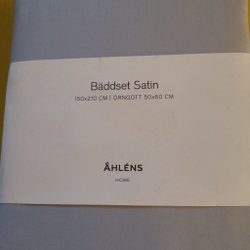 Bäddset Satin
150x210 CM | ÖRNGOTT 50x60 CM
ÅHLÉNS
HOME